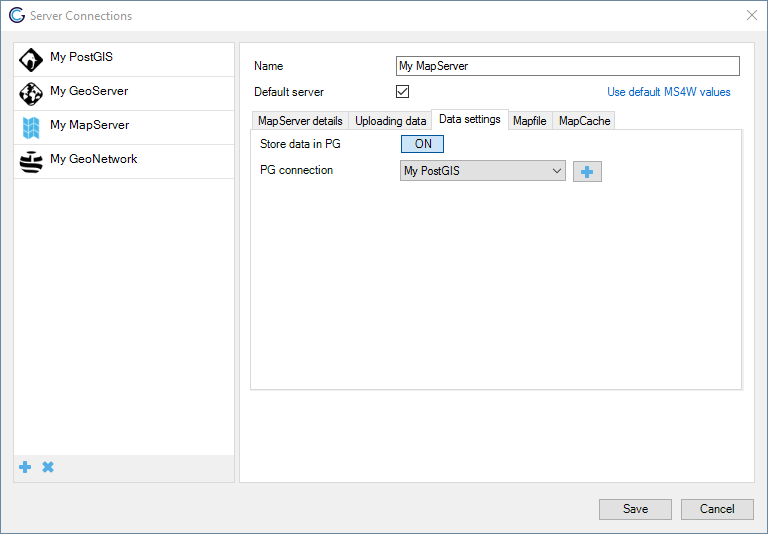 Server Connections
My PostGIS
My GeoServer
My MapServer
My GeoNetwork
Name
My MapServer
Default server
Use default MS4W values
MapServer details
Uploading data
Data settings
Mapfile
MapCache
Store data in PG
ON
PG connection
My PostGIS
Save
Cancel